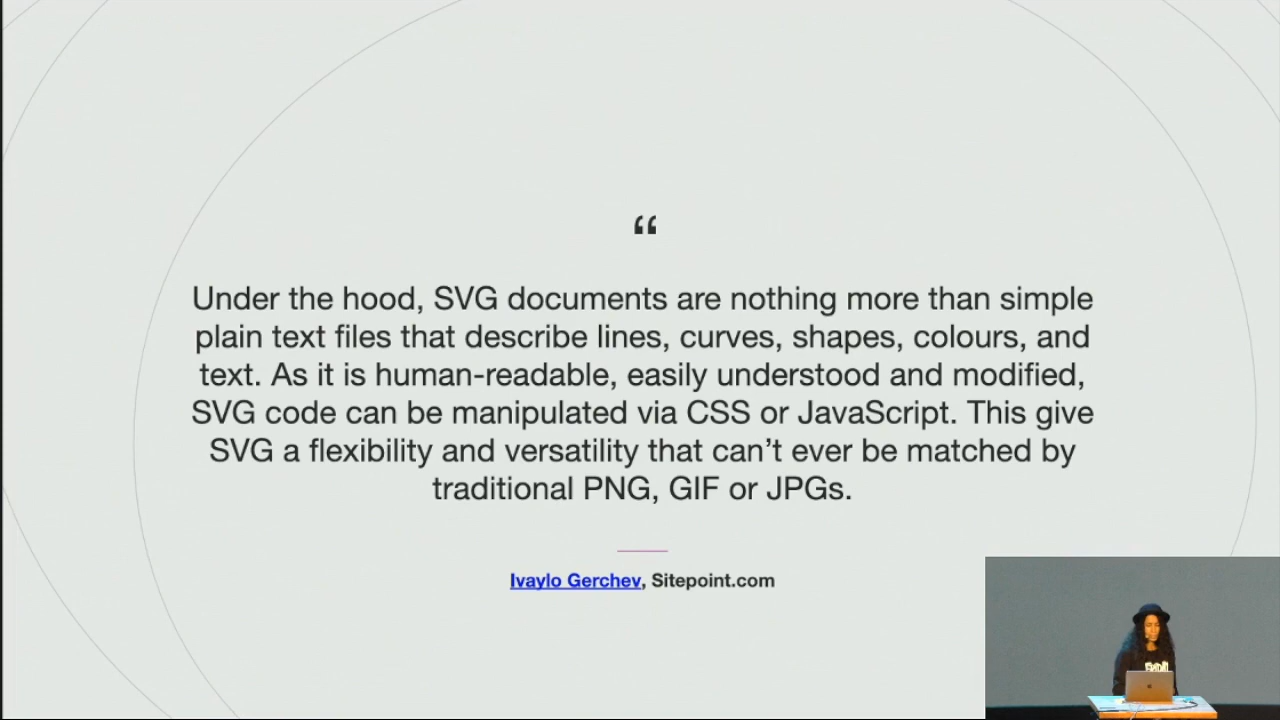 “
Under the hood, SVG documents are nothing more than simple
plain text files that describe lines, curves, shapes, colours, and
text. As it is human-readable, easily understood and modified,
SVG code can be manipulated via CSS or JavaScript. This give
SVG a flexibility and versatility that can’t ever be matched by
traditional PNG, GIF or JPGs.
Ivaylo Gerchev, Sitepoint.com